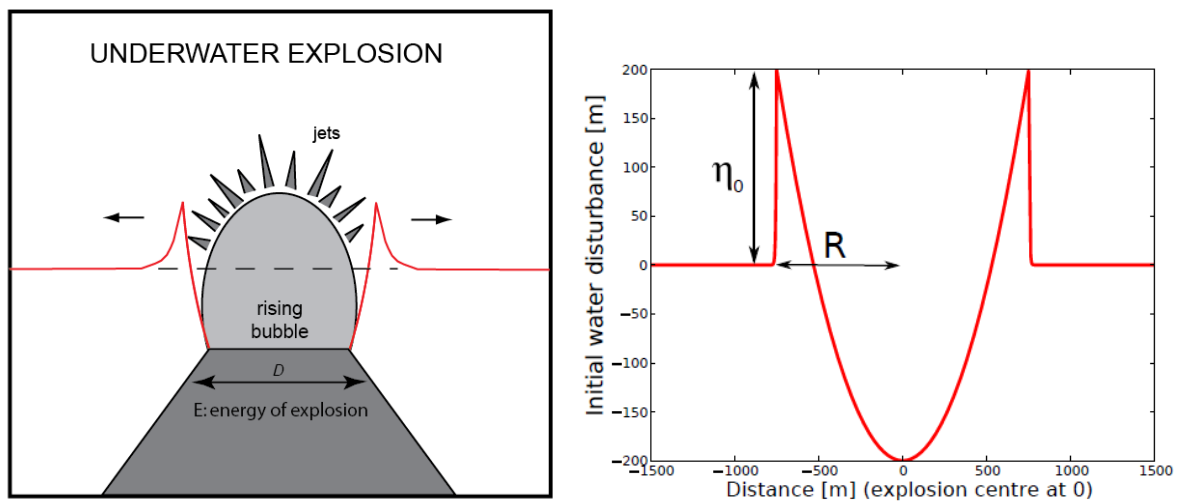 UNDERWATER EXPLOSION
jets
rising
bubble
D
E: energy of explosion
Initial water disturbance [m]
200
150
100
50
0
−50
−100
−150
−200
η₀
R
−1500
−1000
−500
0
500
1000
1500
Distance [m] (explosion centre at 0)